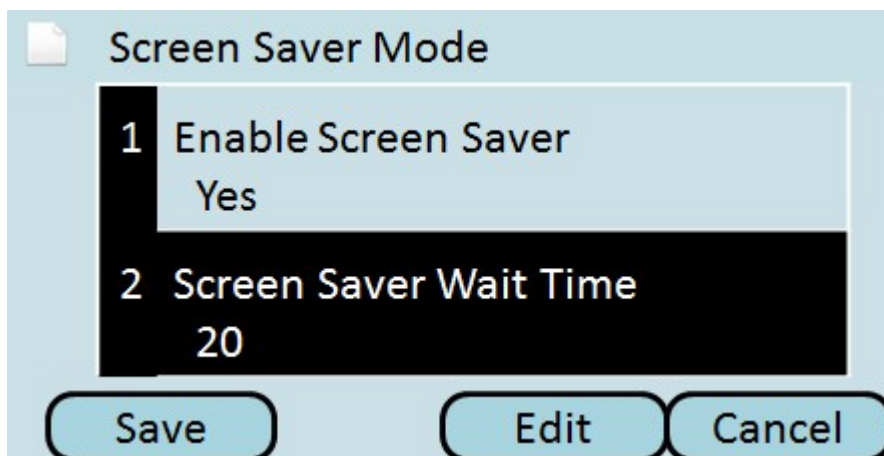 Screen Saver Mode
1 Enable Screen Saver
Yes
2 Screen Saver Wait Time
20
Save Edit Cancel